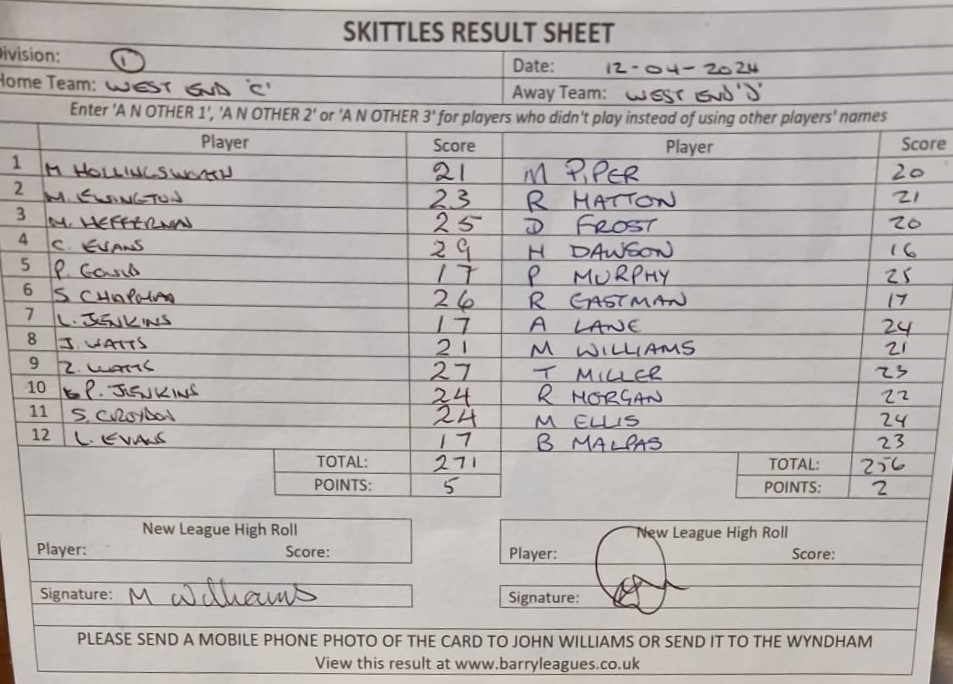 SKITTLES RESULT SHEET
Division: 1 Date: 12-04-2024
Home Team: WEST END 'C' Away Team: WEST END 'J'
Enter 'A N OTHER 1', 'A N OTHER 2' or 'A N OTHER 3' for players who didn't play instead of using other players' names
Player Score Player Score
1 M HOLLINGSWORTH 21 M PIPER 20
2 M. EVINGTON 23 R HATTON 21
3 M. HEFFERNAN 25 D FROST 20
4 C. EVANS 29 H DAWSON 16
5 P. GOULD 17 P MURPHY 25
6 S CHAPMAN 26 R EASTMAN 17
7 L. JENKINS 17 A LANE 24
8 J. WATTS 21 M WILLIAMS 21
9 Z. WATTS 27 T MILLER 23
10 P. JENKINS 24 R MORGAN 22
11 S. CROYDON 24 M ELLIS 24
12 L. EVANS 17 B MALPAS 23
TOTAL: 271 TOTAL: 256
POINTS: 5 POINTS: 2
New League High Roll New League High Roll
Player: Score: Player: Score:
Signature: M Williams Signature:
PLEASE SEND A MOBILE PHONE PHOTO OF THE CARD TO JOHN WILLIAMS OR SEND IT TO THE WYNDHAM
View this result at www.barryleagues.co.uk